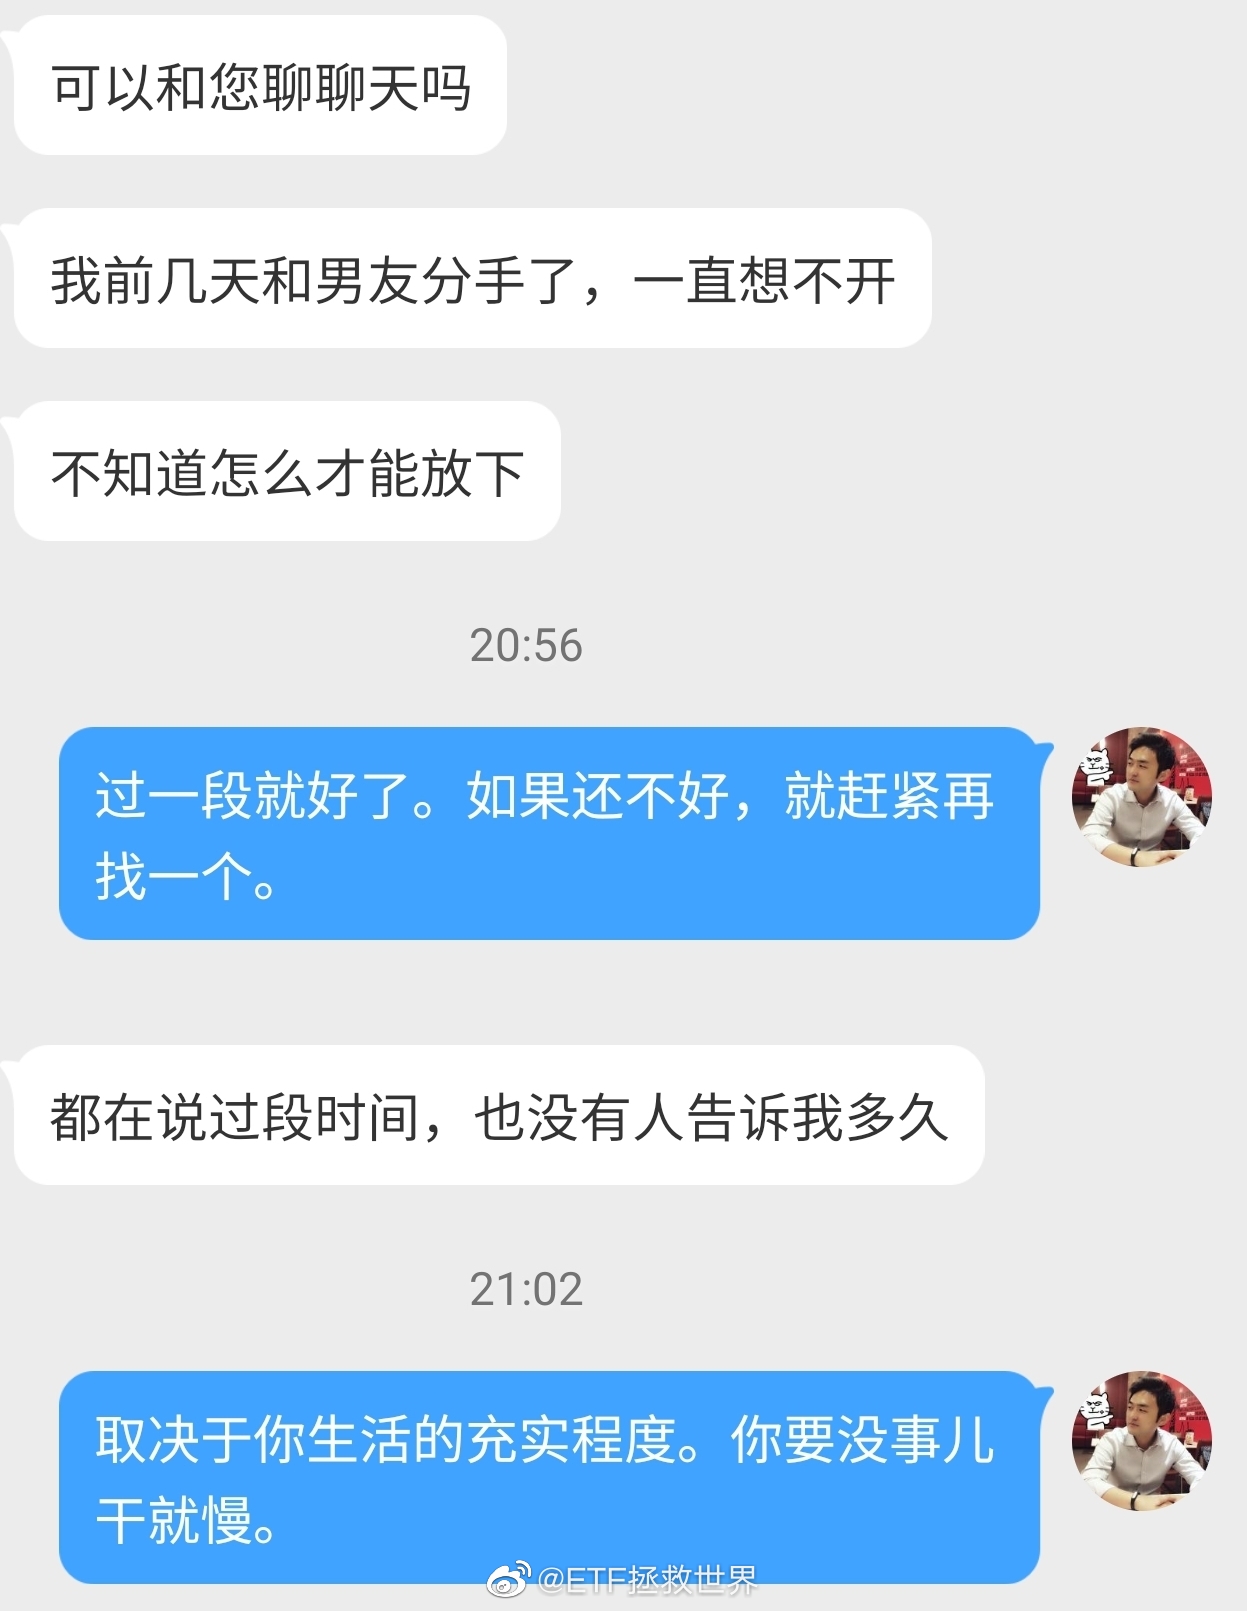 可以和您聊聊天吗
我前几天和男友分手了，一直想不开
不知道怎么才能放下
20:56
过一段就好了。如果还不好，就赶紧再
找一个。
都在说过段时间，也没有人告诉我多久
21:02
取决于你生活的充实程度。你要没事儿
干就慢。
@ETF拯救世界